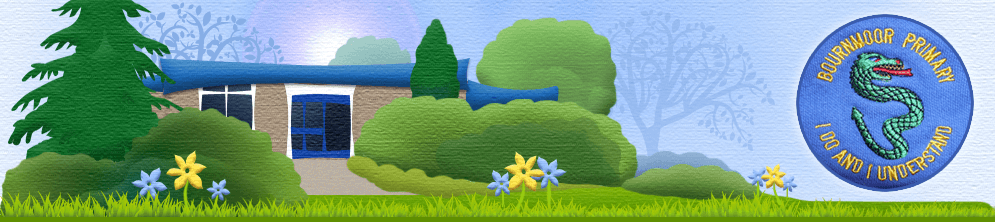 BOURNMOOR PRIMARY
I DO AND I UNDERSTAND